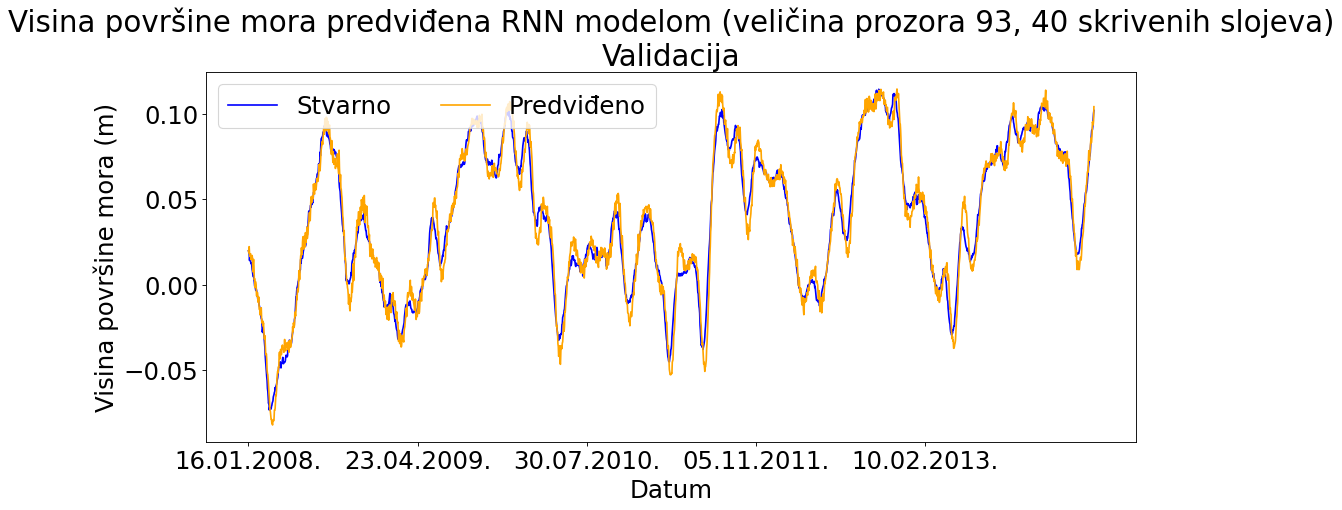 Visina površine mora predviđena RNN modelom (veličina prozora 93, 40 skrivenih slojeva)
Validacija
Stvarno
Predviđeno
Visina površine mora (m)
0.10
0.05
0.00
−0.05
16.01.2008.
23.04.2009.
30.07.2010.
05.11.2011.
10.02.2013.
Datum